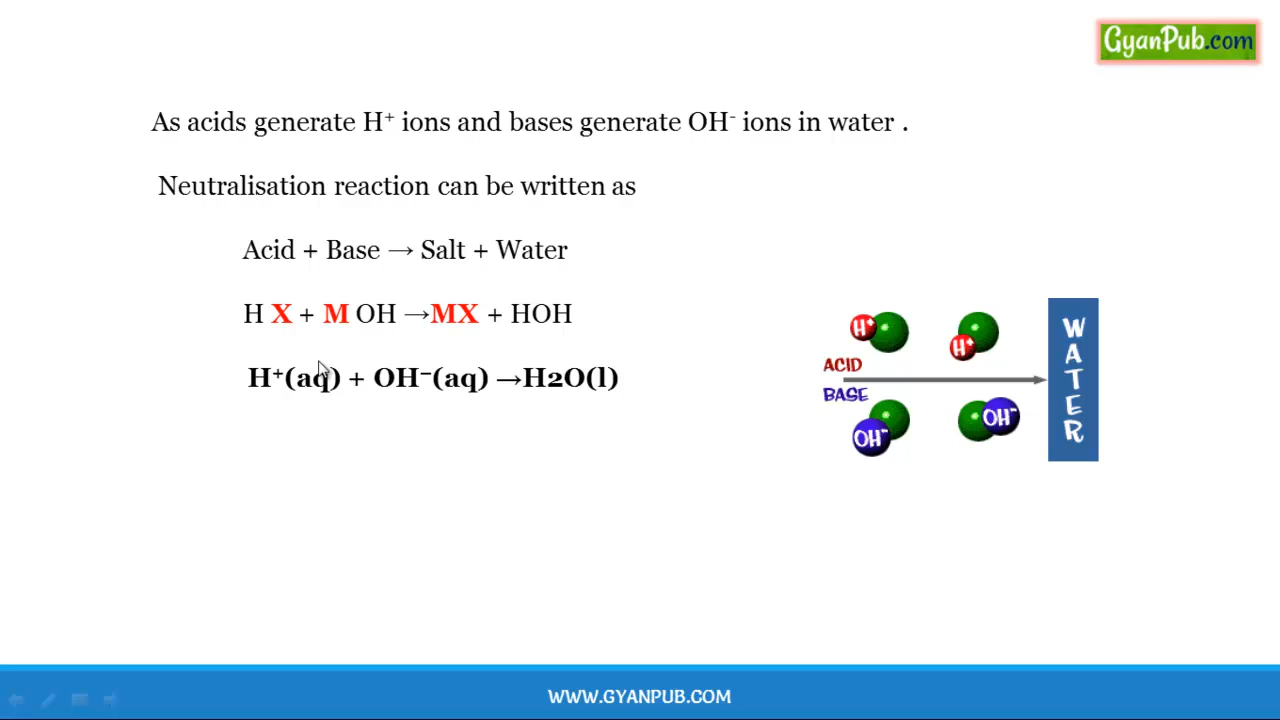 GyanPub.com
As acids generate H⁺ ions and bases generate OH⁻ ions in water .
Neutralisation reaction can be written as
Acid + Base → Salt + Water
H X + M OH →MX + HOH
H⁺(aq) + OH⁻(aq) →H2O(l)
H⁺
H⁺
ACID
BASE
OH⁻
OH⁻
WATER
WWW.GYANPUB.COM